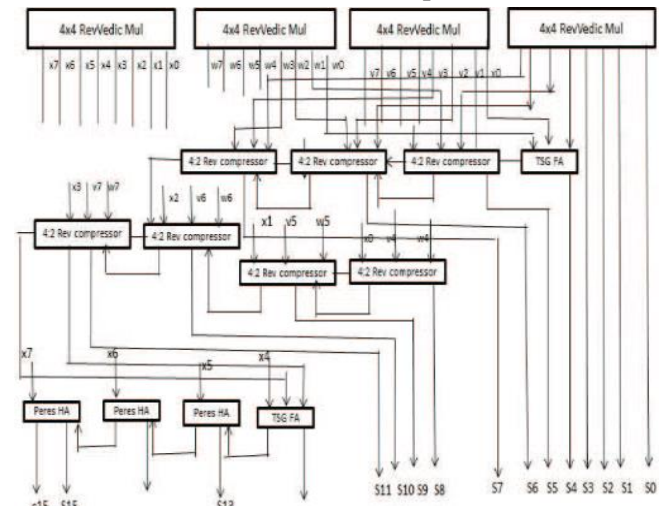 4x4 RevVedic Mul 4x4 RevVedic Mul 4x4 RevVedic Mul 4x4 RevVedic Mul
x7 x6 x5 x4 x3 x2 x1 x0 w7 w6 w5 w4 w3 w2 w1 wr0 v7 v6 v5 v4 v3 v2 v1 x0
4:2 Rev compressor 4:2 Rev compressor 4:2 Rev compressor TSG FA
x3 v7 w7 x2 v6 w6
x1 v5 w5 x0 v4 w4
4:2 Rev compressor 4:2 Rev compressor
4:2 Rev compressor 4:2 Rev compressor
x7 x6 x5 x4
Peres HA Peres HA Peres HA TSG FA
S11 S10 S9 S8 S7 S6 S5 S4 S3 S2 S1 S0
c15 S15 S13